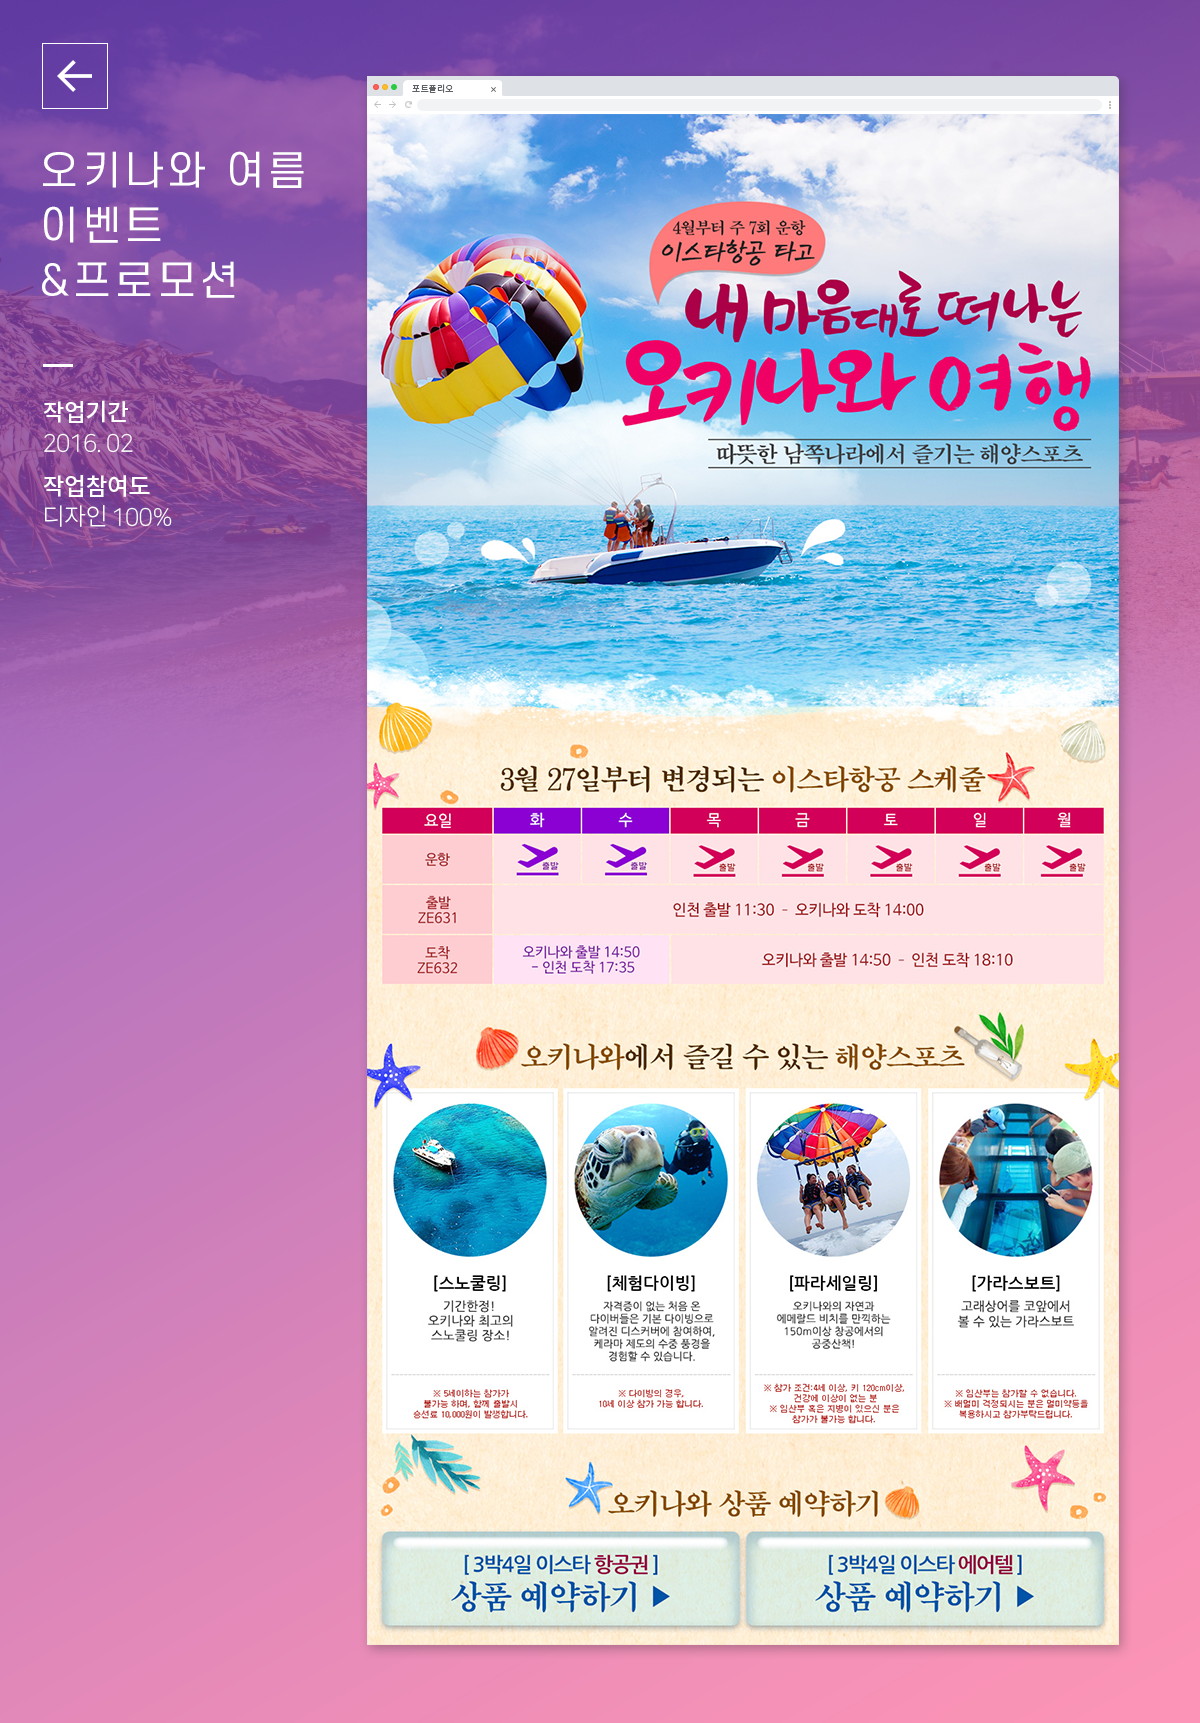 오키나와 여름
이벤트
&프로모션
작업기간
2016. 02
작업참여도
디자인 100%
포트폴리오
4월부터 주 7회 운항
이스타항공 타고
내 마음대로 떠나는
오키나와 여행
따뜻한 남쪽나라에서 즐기는 해양스포츠
3월 27일부터 변경되는 이스타항공 스케줄
요일 화 수 목 금 토 일 월
운항 출발 출발 출발 출발 출발 출발 출발
출발
ZE631
인천 출발 11:30 - 오키나와 도착 14:00
도착
ZE632
오키나와 출발 14:50
- 인천 도착 17:35
오키나와 출발 14:50 - 인천 도착 18:10
오키나와에서 즐길 수 있는 해양스포츠
[스노쿨링]
기간한정!
오키나와 최고의
스노쿨링 장소!
※ 5세이하는 참가가
불가능 하며, 함께 출발시
승선료 10,000원이 발생합니다.
[체험다이빙]
자격증이 없는 처음 온
다이버들은 기본 다이빙으로
알려진 디스커버에 참여하여,
케라마 제도의 수중 풍경을
경험할 수 있습니다.
※ 다이빙의 경우,
10세 이상 참가 가능 합니다.
[파라세일링]
오키나와의 자연과
에메랄드 비치를 만끽하는
150m이상 창공에서의
공중산책!
※ 참가 조건:4세 이상, 키 120cm이상,
건강에 이상이 없는 분
※ 임산부 혹은 지병이 있으신 분은
참가가 불가능 합니다.
[가라스보트]
고래상어를 코앞에서
볼 수 있는 가라스보트
※ 임산부는 참가할 수 없습니다.
※ 배멀미 걱정되시는 분은 멀미약등을
복용하시고 참가부탁드립니다.
오키나와 상품 예약하기
[ 3박4일 이스타 항공권 ]
상품 예약하기 ▶
[ 3박4일 이스타 에어텔 ]
상품 예약하기 ▶